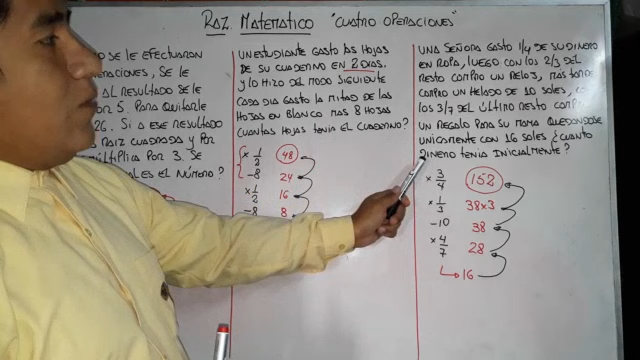 RAZ. MATEMATICO "CUATRO OPERACIONES"
SE LE EFECTUARON
SE LE
AL RESULTADO SE LE
POR 5. PARA QUITARLE
26. SI A ESE RESULTADO
RAIZ CUADRADA Y POR
MULTIPLICA POR 3. SE
ES EL NUMERO?
UN ESTUDIANTE GASTO LAS HOJAS
DE SU CUADERNO EN 2 DIAS.
Y LO HIZO DEL MODO SIGUIENTE
CADA DIA GASTO LA MITAD DE LAS
HOJAS EN BLANCO MAS 8 HOJAS
CUANTAS HOJAS TENIA EL CUADERNO?
× 1/2 48
-8 24
× 1/2 16
-8 8
UNA SEÑORA GASTO 1/4 DE SU DINERO
EN ROPA, LUEGO CON LOS 2/3 DEL
RESTO COMPRO UN RELOJ, MAS TARDE
COMPRO UN HELADO DE 10 SOLES,
LOS 3/7 DEL ÚLTIMO RESTO
UN REGALO PARA SU MAMA QUEDANDOSE
UNICAMENTE CON 16 SOLES ¿CUANTO
DINERO TENIA INICIALMENTE?
× 3/4 152
× 1/3 38×3
-10 38
× 4/7 28
16